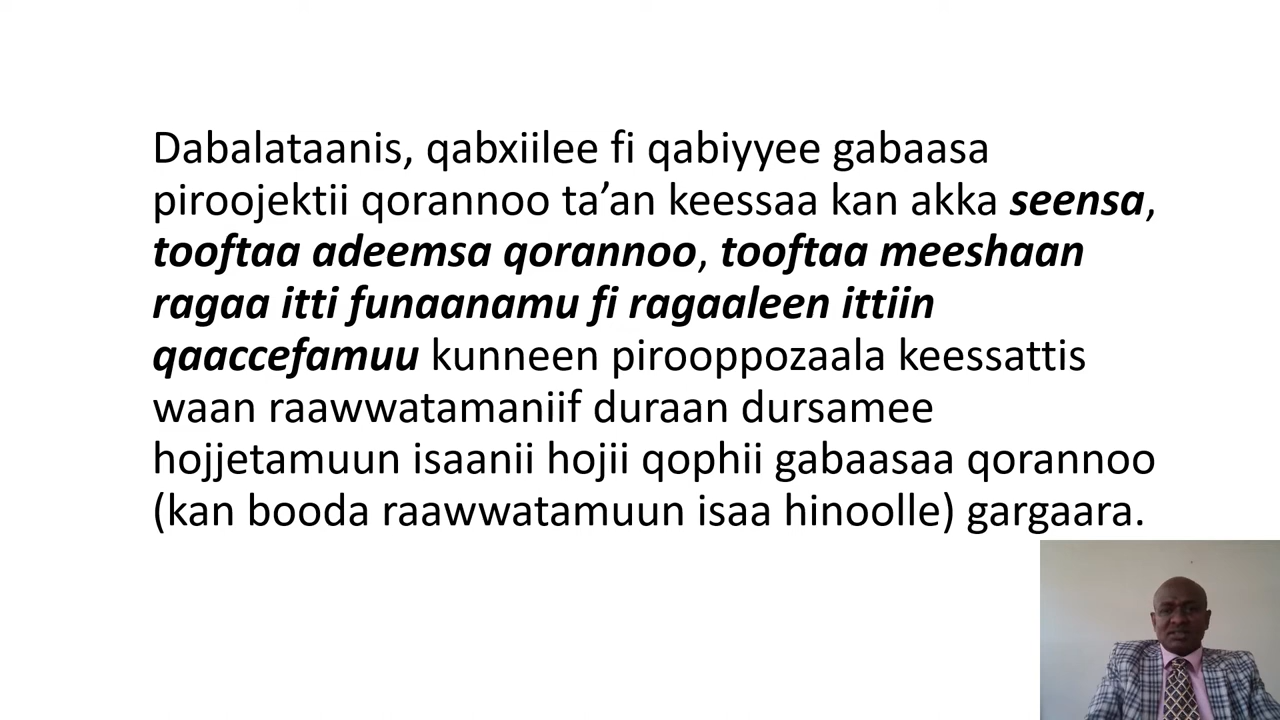 Dabalataanis, qabxiilee fi qabiyyee gabaasa
piroojektii qorannoo ta’an keessaa kan akka seensa,
tooftaa adeemsa qorannoo, tooftaa meeshaan
ragaa itti funaanamu fi ragaaleen ittiin
qaaccefamuu kunneen pirooppozaala keessattis
waan raawwatamaniif duraan dursamee
hojjetamuun isaanii hojii qophii gabaasaa qorannoo
(kan booda raawwatamuun isaa hinoolle) gargaara.